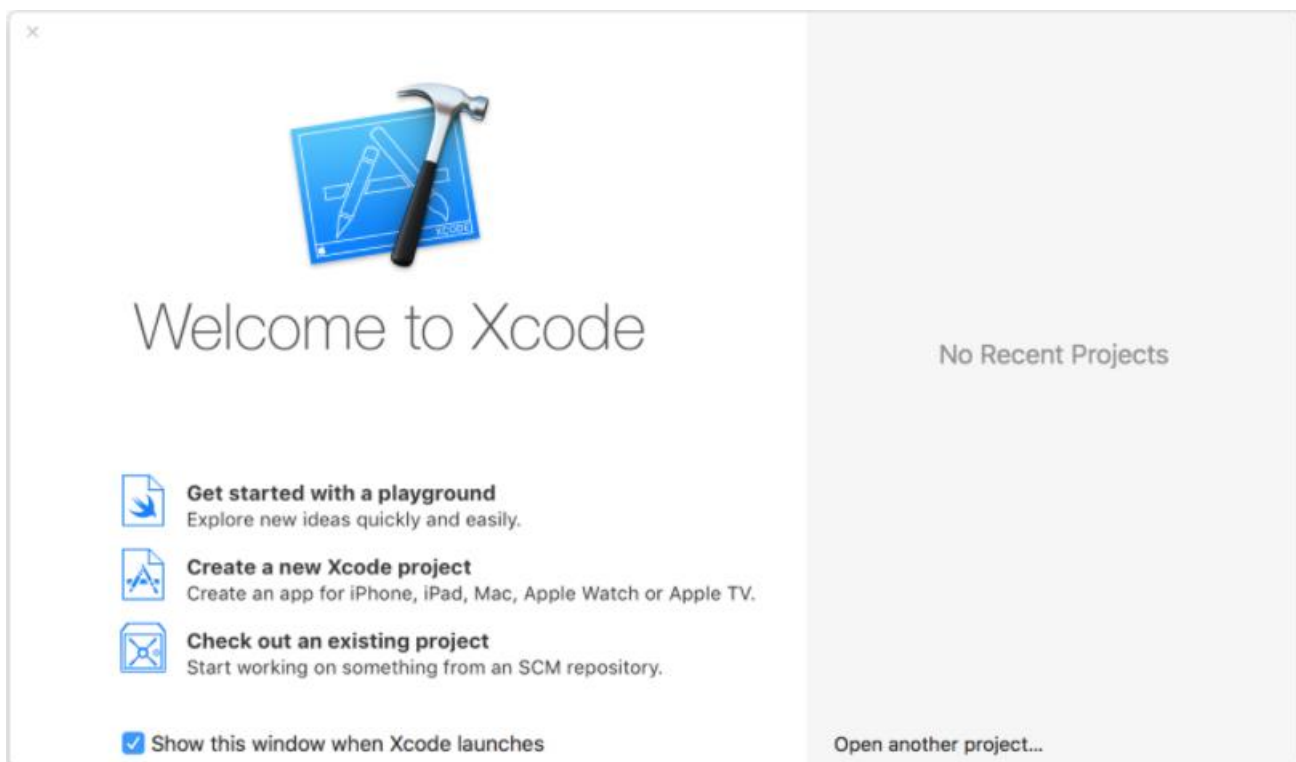 XCODE
Welcome to Xcode
No Recent Projects
Get started with a playground
Explore new ideas quickly and easily.
Create a new Xcode project
Create an app for iPhone, iPad, Mac, Apple Watch or Apple TV.
Check out an existing project
Start working on something from an SCM repository.
Show this window when Xcode launches
Open another project...